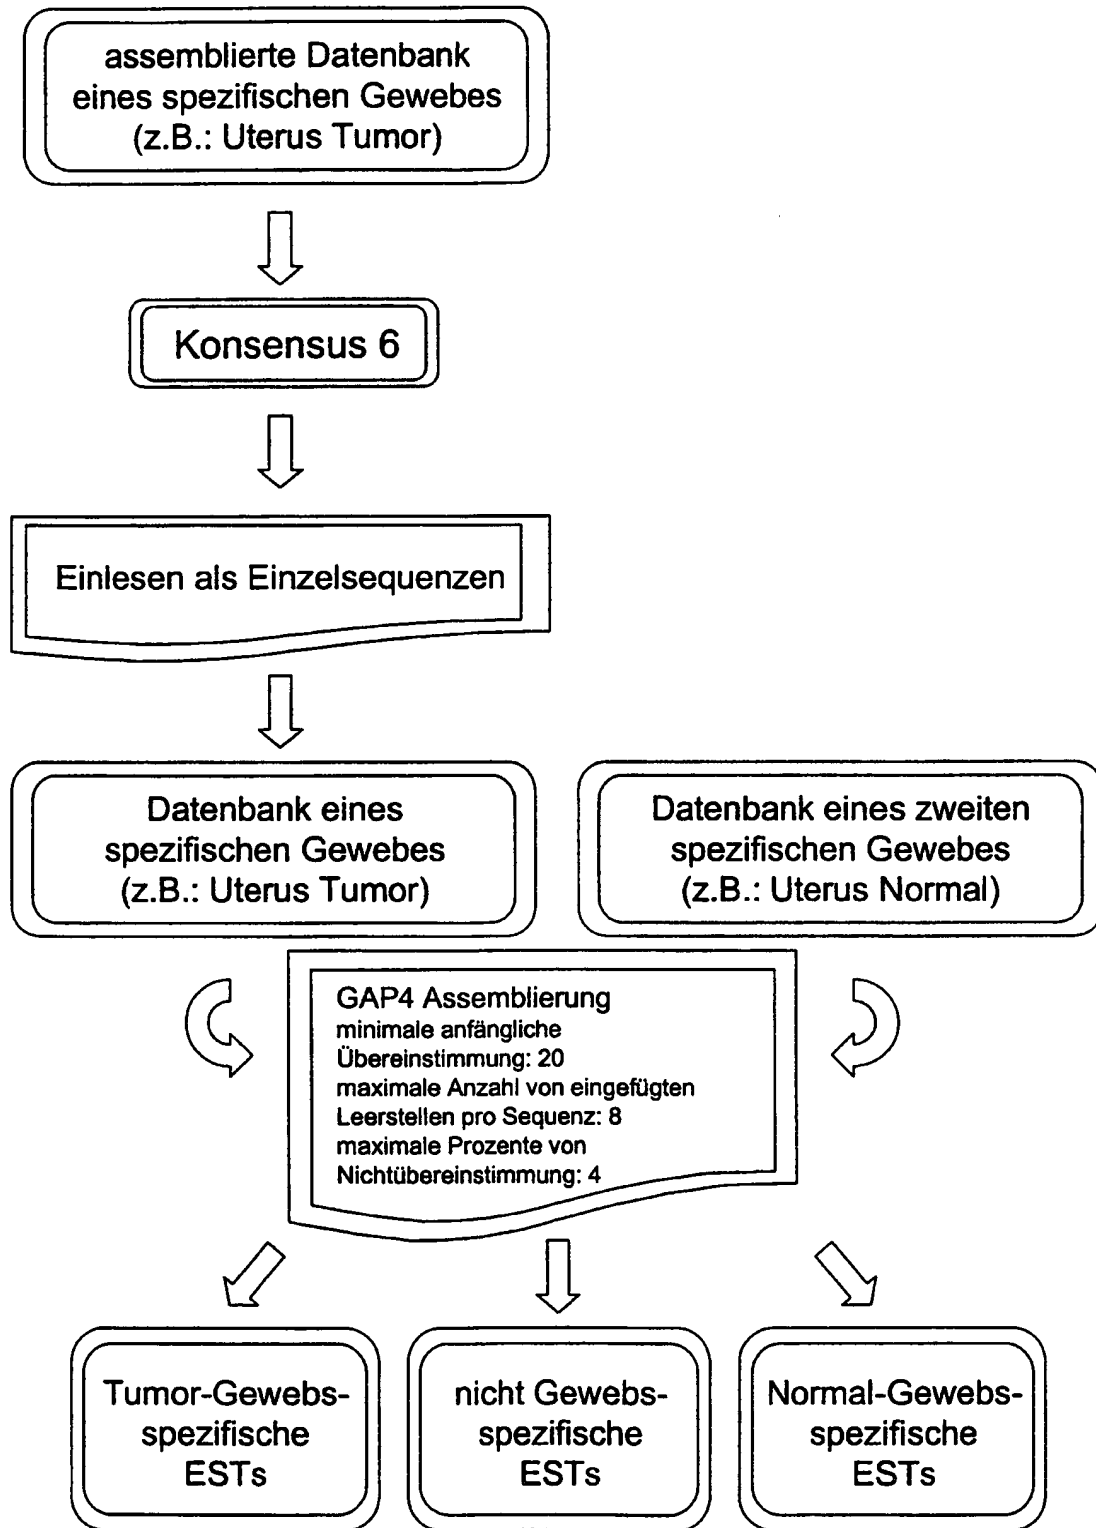 assemblierte Datenbank
eines spezifischen Gewebes
(z.B.: Uterus Tumor)
Konsensus 6
Einlesen als Einzelsequenzen
Datenbank eines
spezifischen Gewebes
(z.B.: Uterus Tumor)
Datenbank eines zweiten
spezifischen Gewebes
(z.B.: Uterus Normal)
GAP4 Assemblierung
minimale anfängliche
Übereinstimmung: 20
maximale Anzahl von eingefügten
Leerstellen pro Sequenz: 8
maximale Prozente von
Nichtübereinstimmung: 4
Tumor-Gewebs-
spezifische
ESTs
nicht Gewebs-
spezifische
ESTs
Normal-Gewebs-
spezifische
ESTs